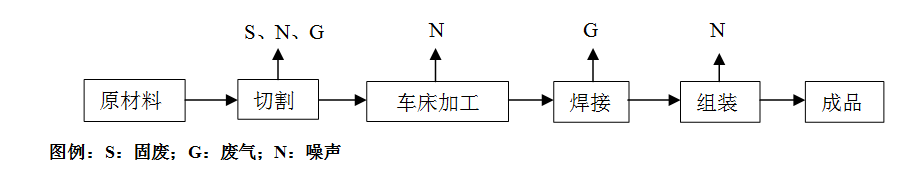 S、N、G N G N
原材料 切割 车床加工 焊接 组装 成品
图例：S：固废；G：废气；N：噪声